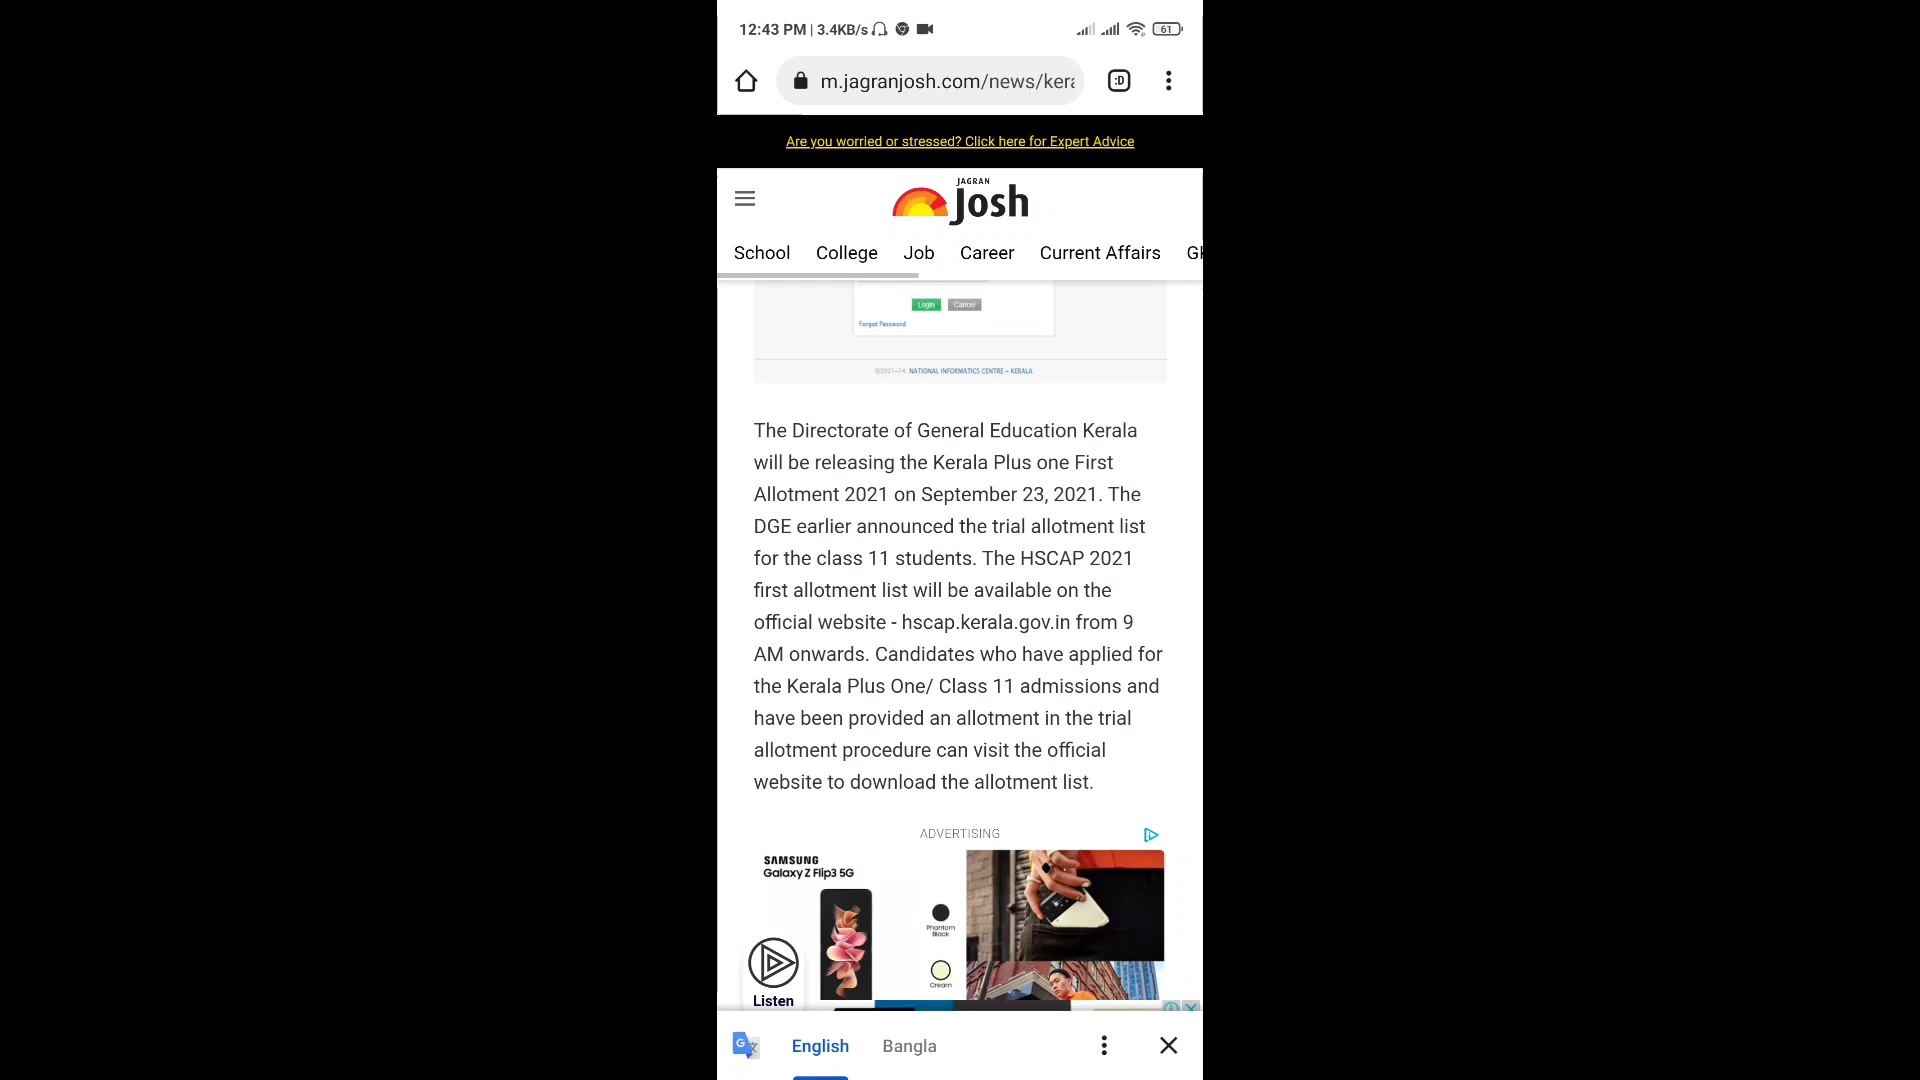 12:43 PM | 3.4KB/s
61
m.jagranjosh.com/news/kera
:D
Are you worried or stressed? Click here for Expert Advice
JAGRAN
Josh
School College Job Career Current Affairs
Login Cancel
Forgot Password
©2021-14. NATIONAL INFORMATICS CENTRE - KERALA
The Directorate of General Education Kerala
will be releasing the Kerala Plus one First
Allotment 2021 on September 23, 2021. The
DGE earlier announced the trial allotment list
for the class 11 students. The HSCAP 2021
first allotment list will be available on the
official website - hscap.kerala.gov.in from 9
AM onwards. Candidates who have applied for
the Kerala Plus One/ Class 11 admissions and
have been provided an allotment in the trial
allotment procedure can visit the official
website to download the allotment list.
ADVERTISING
SAMSUNG
Galaxy Z Flip3 5G
Phantom
Black
Cream
Listen
G
English Bangla